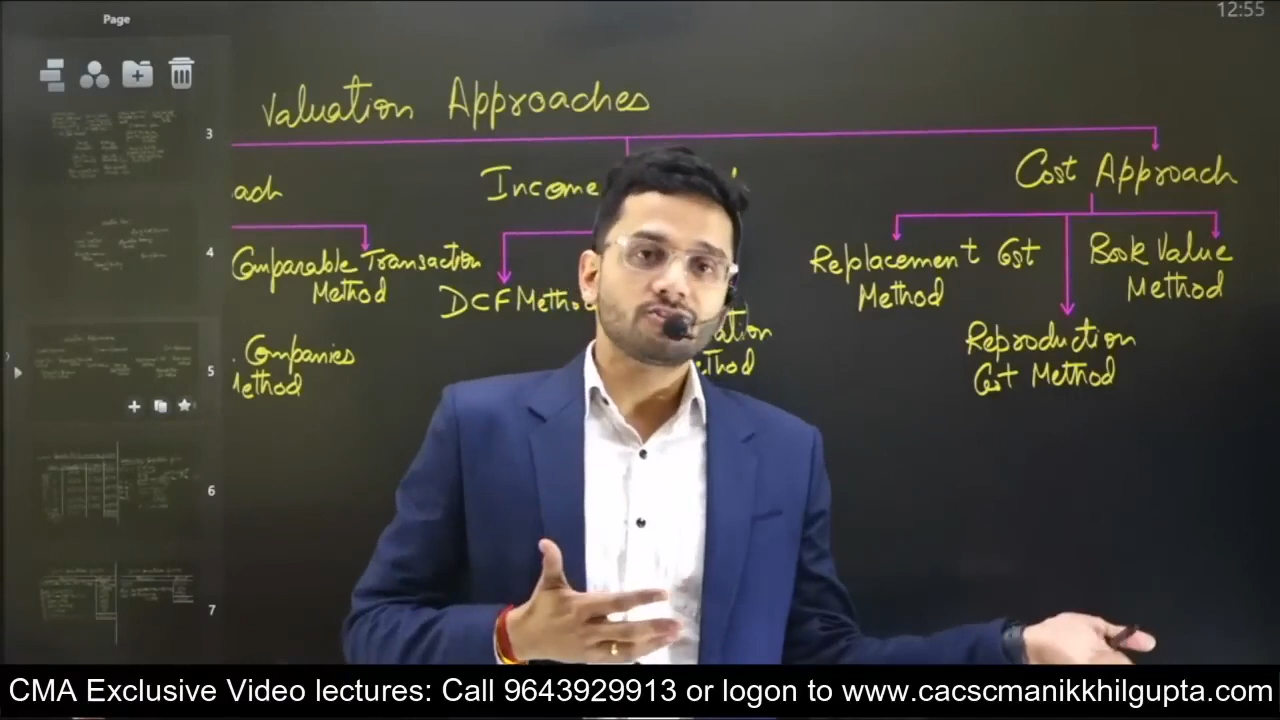 Page
12:55
3
Valuation Approaches
Cost Approach
ach
Income
4
Comparable Transaction
Method
DCF Metho
Replacement Cost
Method
Book Value
Method
5
. Companies
Method
ation
ethod
Reproduction
Cost Method
6
7
CMA Exclusive Video lectures: Call 9643929913 or logon to www.cacscmanikkhilgupta.com